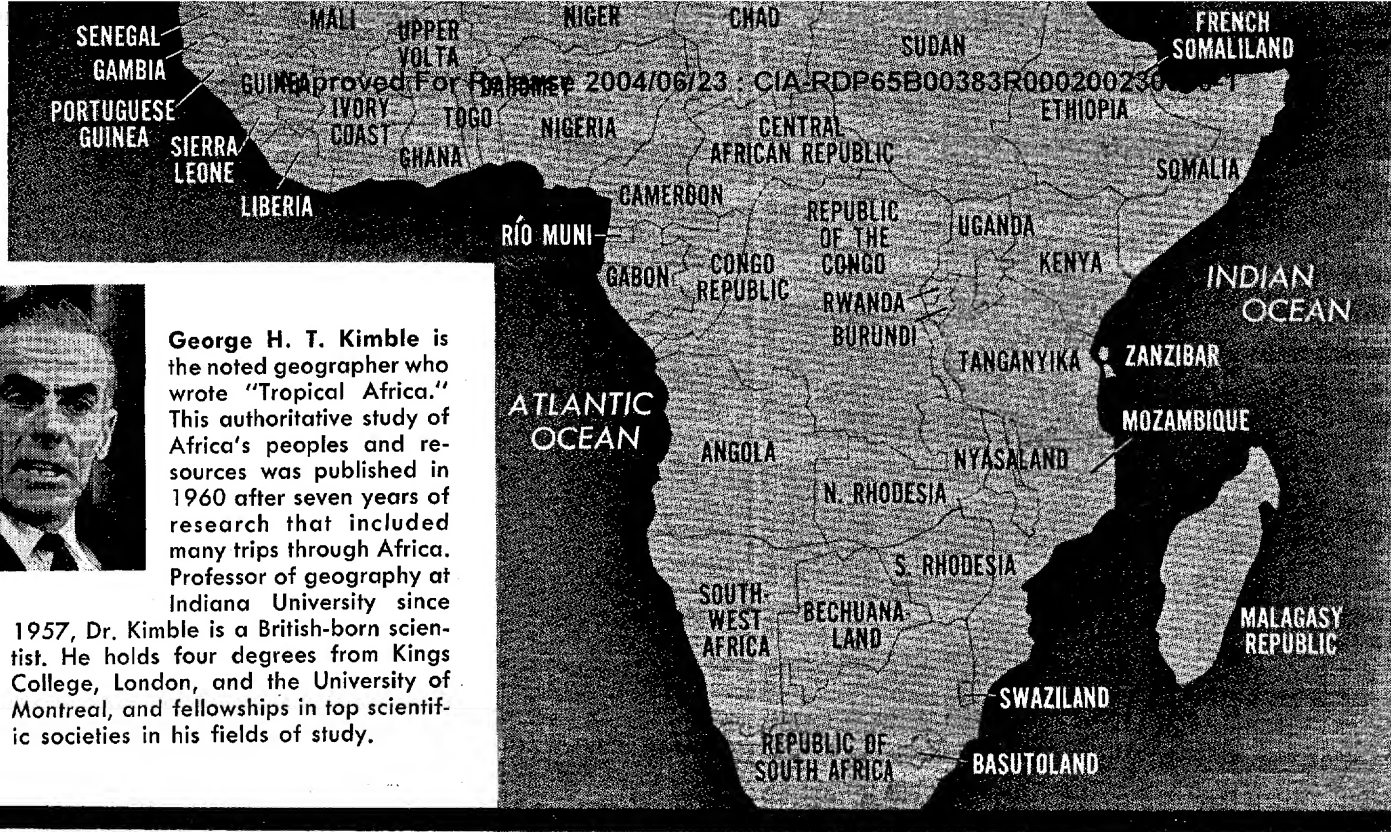 MALI
NIGER
CHAD
SENEGAL
UPPER
VOLTA
SUDAN
FRENCH
SOMALILAND
GAMBIA
GUINEA
Approved For Release 2004/06/23 : CIA-RDP65B00383R000200230
DAHOMEY
PORTUGUESE
GUINEA
IVORY
COAST
TOGO
NIGERIA
CENTRAL
AFRICAN REPUBLIC
ETHIOPIA
SIERRA
LEONE
GHANA
SOMALIA
LIBERIA
CAMEROON
RÍO MUNI
REPUBLIC
OF THE
CONGO
UGANDA
KENYA
GABON
CONGO
REPUBLIC
RWANDA
BURUNDI
INDIAN
OCEAN
TANGANYIKA
ZANZIBAR
ATLANTIC
OCEAN
MOZAMBIQUE
ANGOLA
NYASALAND
N. RHODESIA
S. RHODESIA
SOUTH-
WEST
AFRICA
BECHUANA-
LAND
MALAGASY
REPUBLIC
SWAZILAND
REPUBLIC OF
SOUTH AFRICA
BASUTOLAND
George H. T. Kimble is
the noted geographer who
wrote "Tropical Africa."
This authoritative study of
Africa's peoples and re-
sources was published in
1960 after seven years of
research that included
many trips through Africa.
Professor of geography at
Indiana University since
1957, Dr. Kimble is a British-born scien-
tist. He holds four degrees from Kings
College, London, and the University of
Montreal, and fellowships in top scientif-
ic societies in his fields of study.